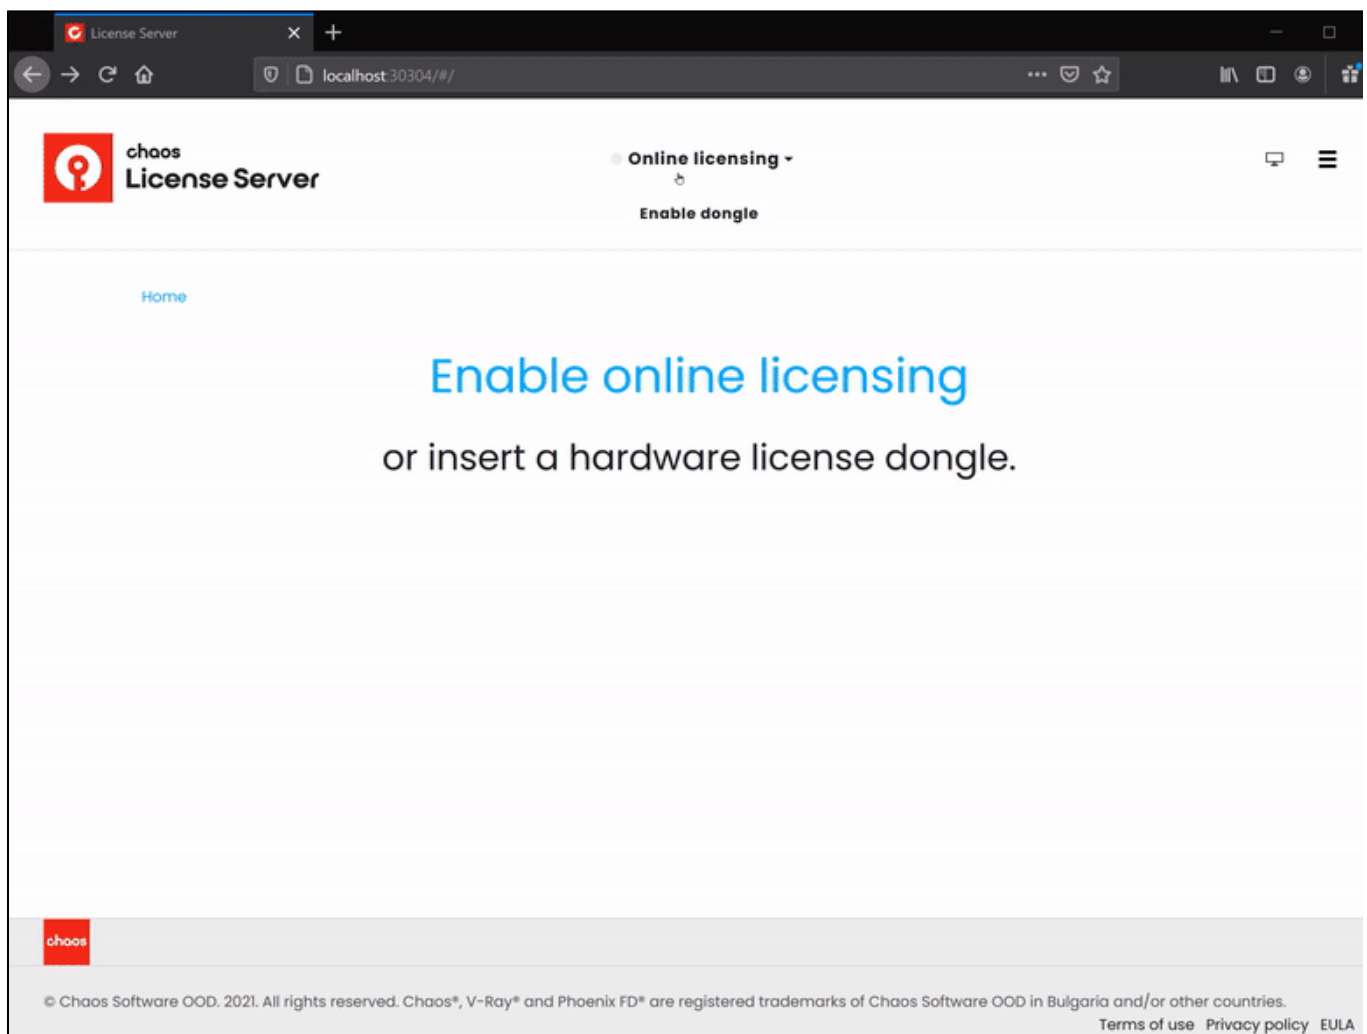 License Server
localhost:30304/#/
chaos
License Server
Online licensing
Enable dongle
Home
Enable online licensing
or insert a hardware license dongle.
chaos
© Chaos Software OOD. 2021. All rights reserved. Chaos®, V-Ray® and Phoenix FD® are registered trademarks of Chaos Software OOD in Bulgaria and/or other countries.
Terms of use Privacy policy EULA